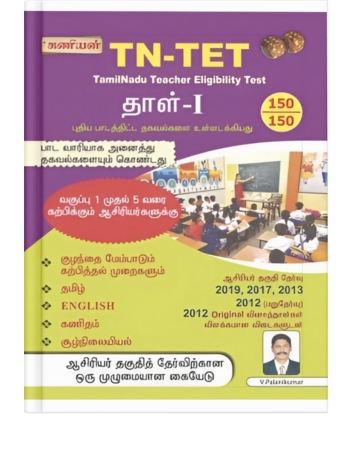 கணியன்
TN-TET
TamilNadu Teacher Eligibility Test
தாள்-I
150
150
புதிய பாடத்திட்ட தகவல்களை உள்ளடக்கியது
பாட வாரியாக அனைத்து
தகவல்களையும் கொண்டது
வகுப்பு 1 முதல் 5 வரை
கற்பிக்கும் ஆசிரியர்களுக்கு
குழந்தை மேம்பாடும்
கற்பித்தல் முறைகளும்
தமிழ்
ENGLISH
கணிதம்
சூழ்நிலையியல்
ஆசிரியர் தகுதி தேர்வு
2019, 2017, 2013
2012 (மறுதேர்வு)
2012 Original வினாத்தாள்கள்
விளக்கமான விடைகளுடன்
ஆசிரியர் தகுதித் தேர்விற்கான
ஒரு முழுமையான கையேடு
V.Palanikumar